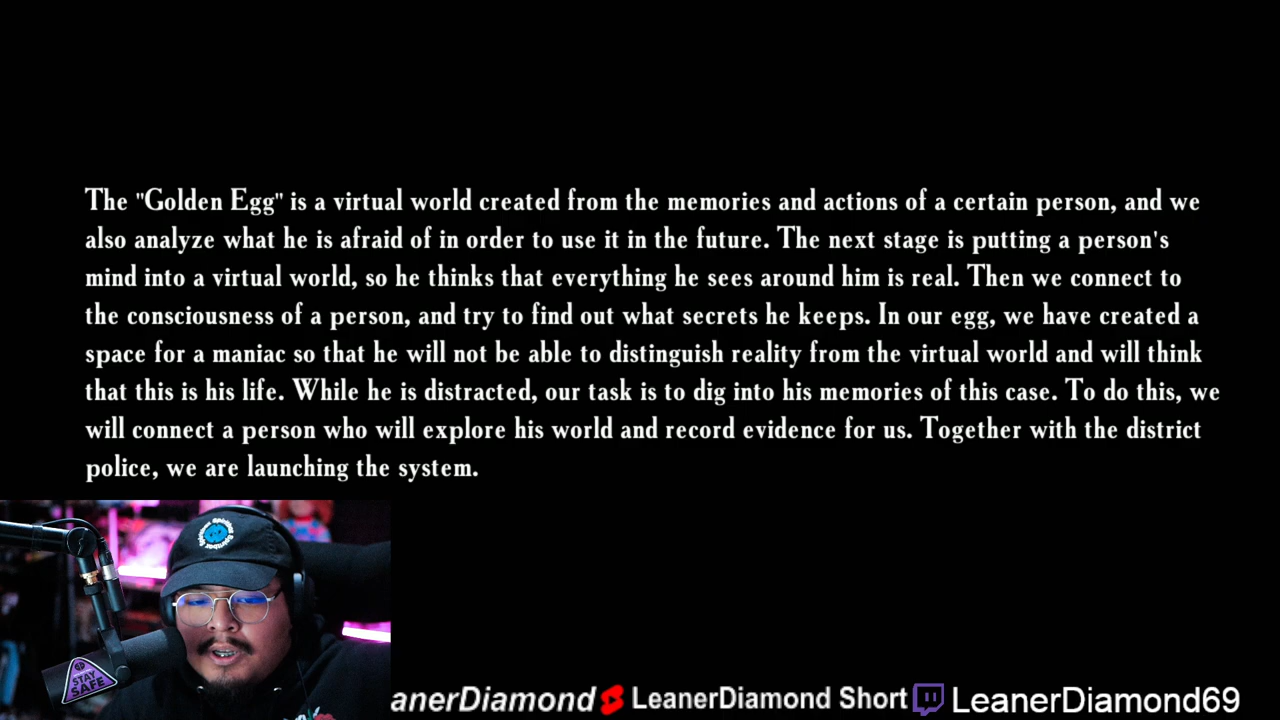 The "Golden Egg" is a virtual world created from the memories and actions of a certain person, and we
also analyze what he is afraid of in order to use it in the future. The next stage is putting a person's
mind into a virtual world, so he thinks that everything he sees around him is real. Then we connect to
the consciousness of a person, and try to find out what secrets he keeps. In our egg, we have created a
space for a maniac so that he will not be able to distinguish reality from the virtual world and will think
that this is his life. While he is distracted, our task is to dig into his memories of this case. To do this, we
will connect a person who will explore his world and record evidence for us. Together with the district
police, we are launching the system.
STAY
SAFE
anerDiamond LeanerDiamond Short LeanerDiamond69